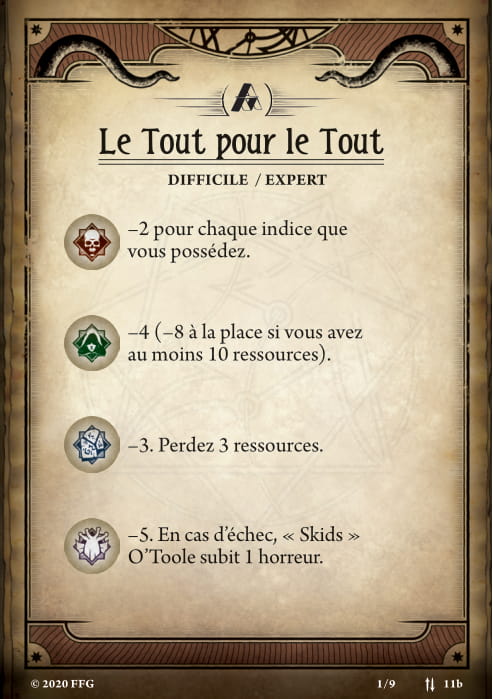 Le Tout pour le Tout
DIFFICILE / EXPERT
–2 pour chaque indice que
vous possédez.
–4 (–8 à la place si vous avez
au moins 10 ressources).
–3. Perdez 3 ressources.
–5. En cas d'échec, « Skids »
O'Toole subit 1 horreur.
© 2020 FFG
1/9
11b